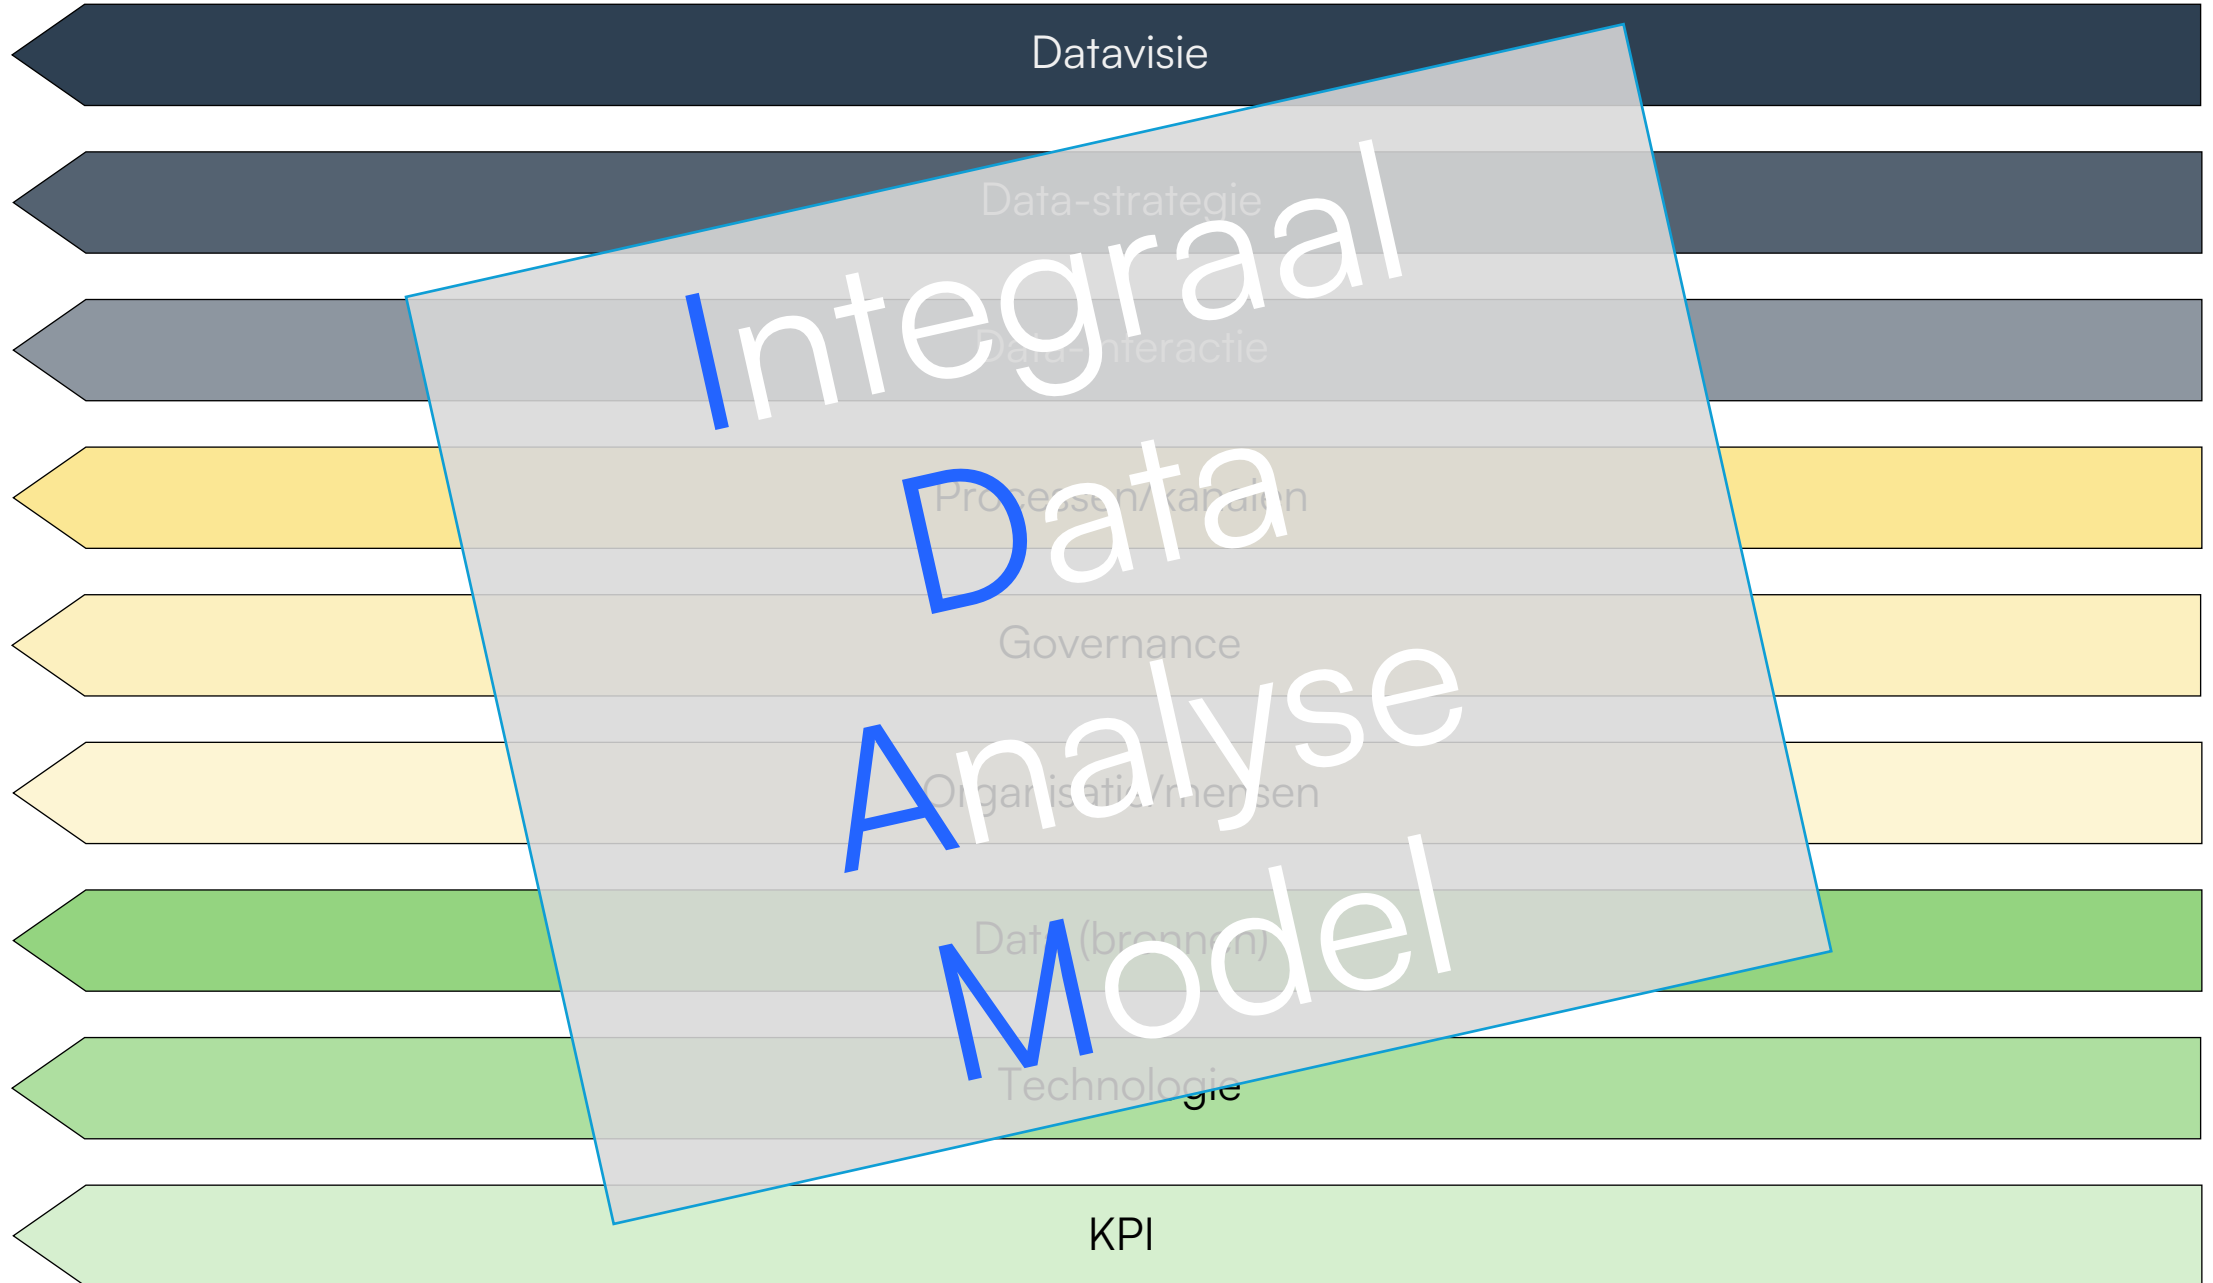 Datavisie
Data-strategie
Data-interactie
Processen/kanalen
Governance
Organisatie/mensen
Data (bronnen)
Technologie
KPI
Integraal
Data
Analyse
Model